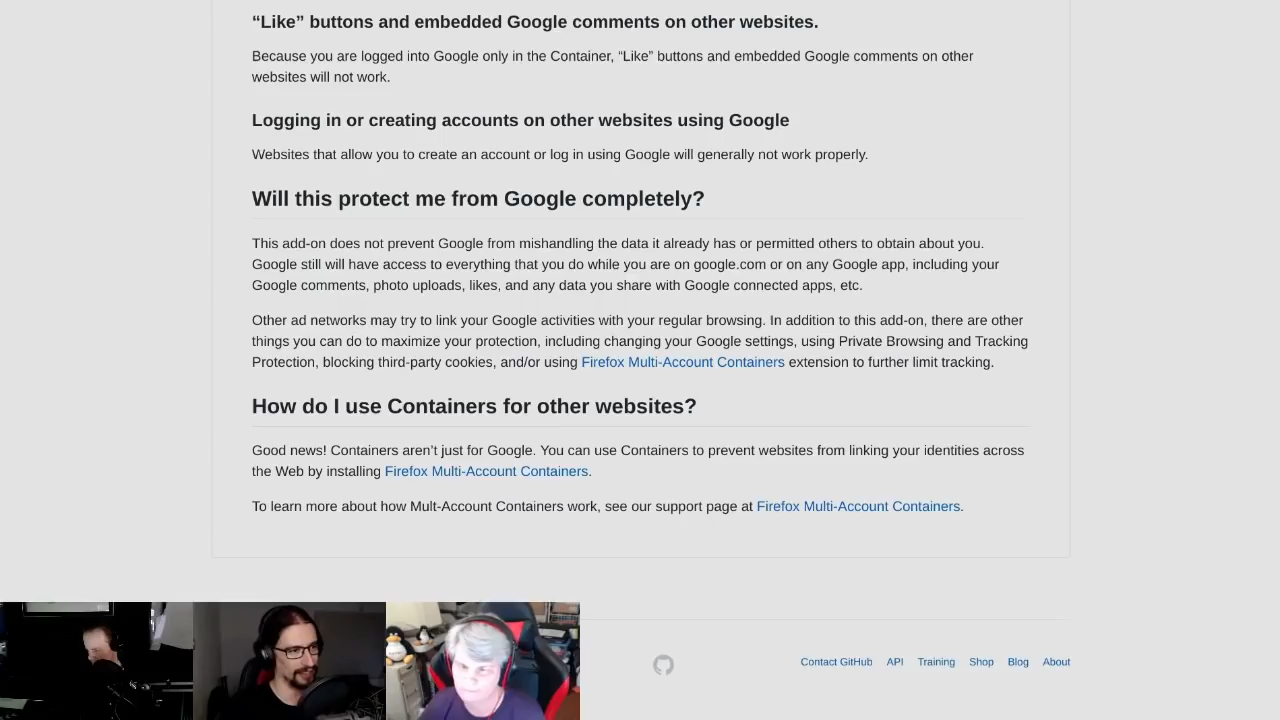 “Like” buttons and embedded Google comments on other websites.
Because you are logged into Google only in the Container, “Like” buttons and embedded Google comments on other
websites will not work.
Logging in or creating accounts on other websites using Google
Websites that allow you to create an account or log in using Google will generally not work properly.
Will this protect me from Google completely?
This add-on does not prevent Google from mishandling the data it already has or permitted others to obtain about you.
Google still will have access to everything that you do while you are on google.com or on any Google app, including your
Google comments, photo uploads, likes, and any data you share with Google connected apps, etc.
Other ad networks may try to link your Google activities with your regular browsing. In addition to this add-on, there are other
things you can do to maximize your protection, including changing your Google settings, using Private Browsing and Tracking
Protection, blocking third-party cookies, and/or using Firefox Multi-Account Containers extension to further limit tracking.
How do I use Containers for other websites?
Good news! Containers aren’t just for Google. You can use Containers to prevent websites from linking your identities across
the Web by installing Firefox Multi-Account Containers.
To learn more about how Mult-Account Containers work, see our support page at Firefox Multi-Account Containers.
Contact GitHub API Training Shop Blog About